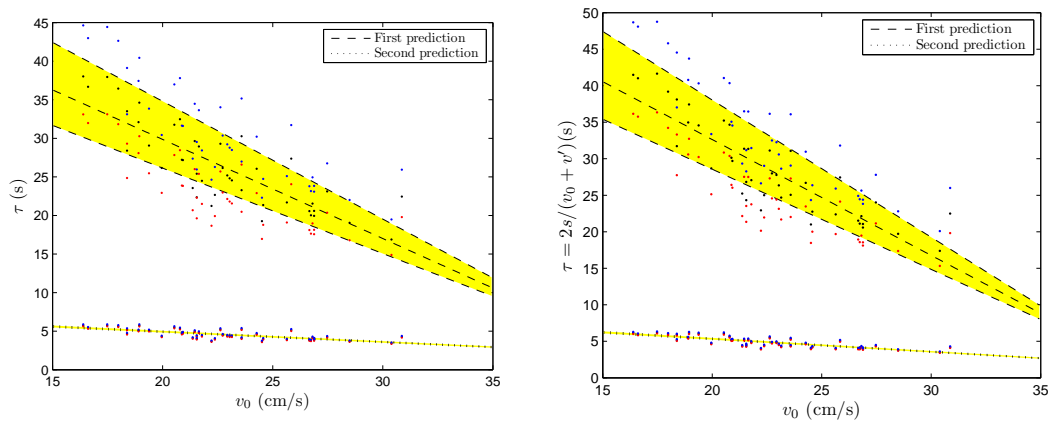 45
40
35
30
25
20
15
10
5
0
15 20 25 30 35
τ (s)
v₀ (cm/s)
First prediction
Second prediction
50
45
40
35
30
25
20
15
10
5
0
15 20 25 30 35
τ = 2s/(v₀ + v′)(s)
v₀ (cm/s)
First prediction
Second prediction